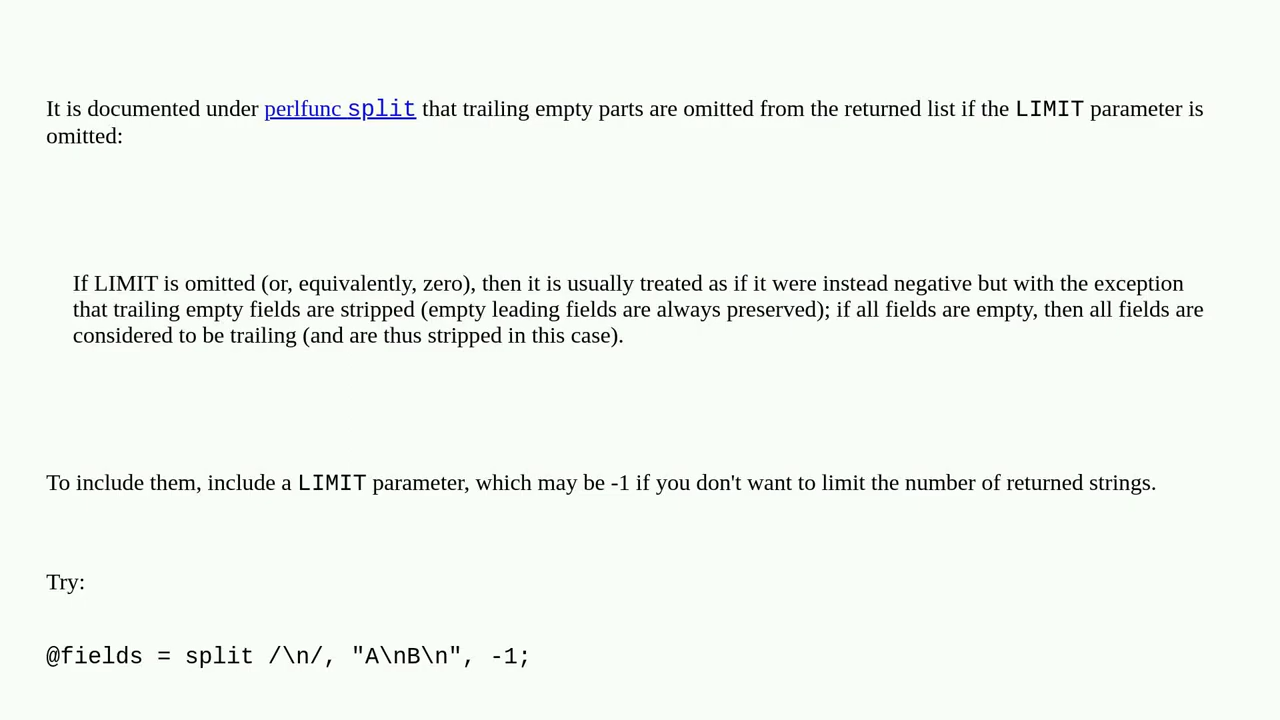 It is documented under perlfunc split that trailing empty parts are omitted from the returned list if the LIMIT parameter is
omitted:
If LIMIT is omitted (or, equivalently, zero), then it is usually treated as if it were instead negative but with the exception
that trailing empty fields are stripped (empty leading fields are always preserved); if all fields are empty, then all fields are
considered to be trailing (and are thus stripped in this case).
To include them, include a LIMIT parameter, which may be -1 if you don't want to limit the number of returned strings.
Try:
@fields = split /\n/, "A\nB\n", -1;